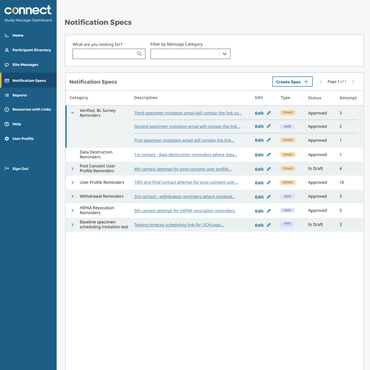 connect
Study Manager Dashboard
Notification Specs
Home
Participant Directory
Site Messages
Notification Specs
Reports
Resources with Links
Help
User Profile
Sign Out
What are you looking for?
Filter by Message Category
Notification Specs
Create Spec +
Page 1 of 1
Category Description Edit Type Status Attempt
Verified, BL Survey
Reminders
Third specimen invitation email will contain the link to... Edit Email Approved 3
Second specimen invitation email will contain the link... Edit SMS Approved 2
First specimen invitation email will contain the link... Edit Email Approved 1
Data Destruction
Reminders
1st contact - data destruction reminders where data... Edit Email Approved 1
Post Consent User
Profile Reminders
4th contact attempt for post consent user profile... Edit Email In Draft 4
User Profile Reminders 10th and final contact attempt for post consent user... Edit Email Approved 10
Withdrawal Reminders 3rd contact - withdrawal reminders where revoked... Edit SMS Approved 3
HIPAA Revocation
Reminders
5th contact attempt for HIPAA revocation reminders. Edit SMS Approved 5
Baseline specimen
scheduling invitation text
Testing timetap scheduling link for UChicago... Edit SMS In Draft 3